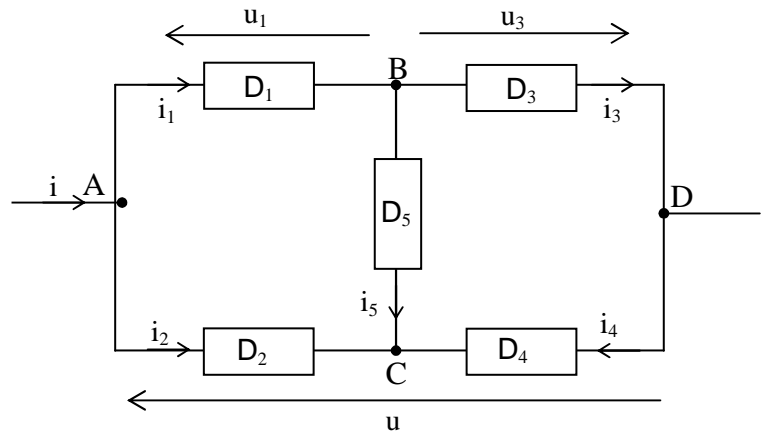 u₁ u₃
B
D₁ D₃
i₁ i₃
i A D
D₅
i₅
i₂ i₄
D₂ D₄
C
u